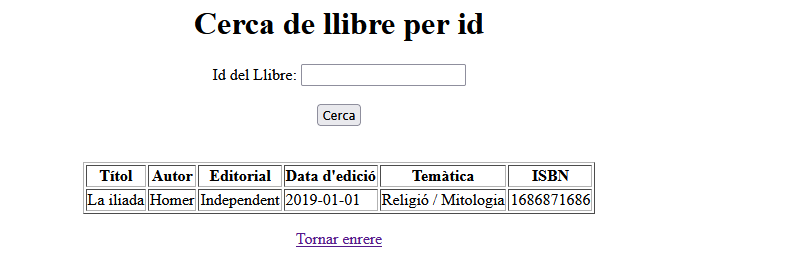 Cerca de llibre per id
Id del Llibre:
Cerca
Títol Autor Editorial Data d'edició Temàtica ISBN
La iliada Homer Independent 2019-01-01 Religió / Mitologia 1686871686
Tornar enrere